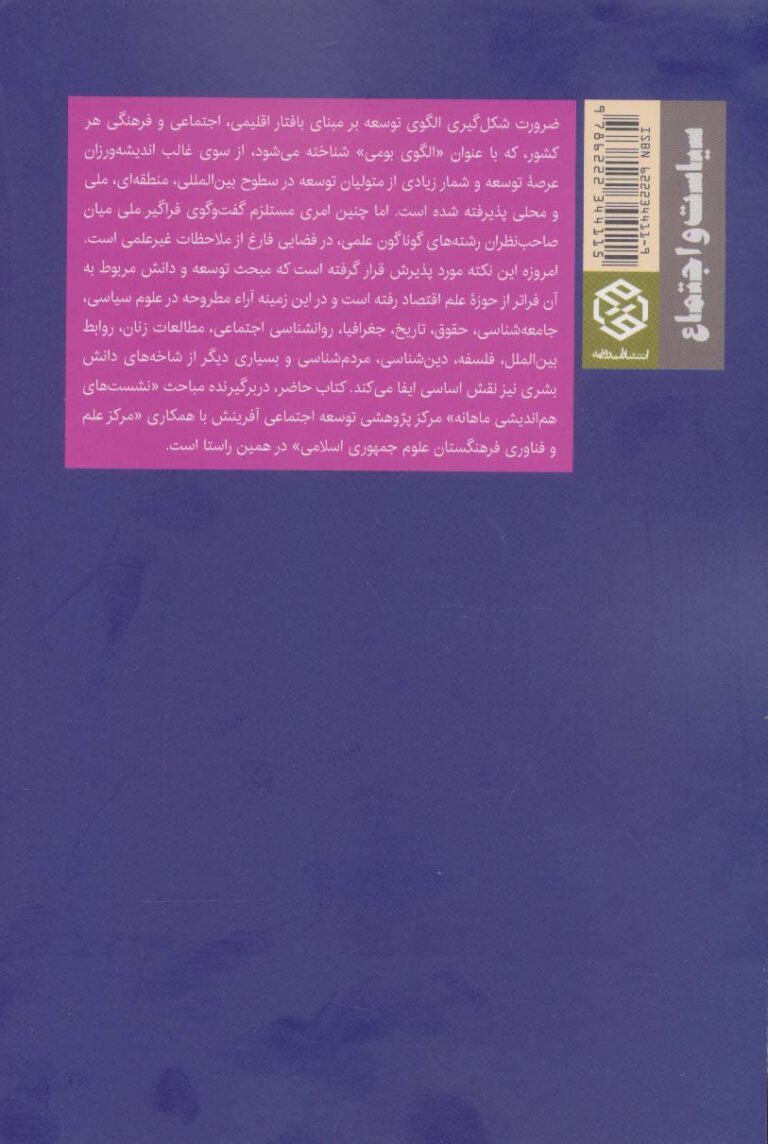 ضرورت شکل‌گیری الگوی توسعه بر مبنای بافتار اقلیمی، اجتماعی و فرهنگی هر
کشور، که با عنوان «الگوی بومی» شناخته می‌شود، از سوی غالب اندیشه‌ورزان
عرصهٔ توسعه و شمار زیادی از متولیان توسعه در سطوح بین‌المللی، منطقه‌ای، ملی
و محلی پذیرفته شده است. اما چنین امری مستلزم گفت‌وگوی فراگیر ملی میان
صاحب‌نظران رشته‌های گوناگون علمی، در فضایی فارغ از ملاحظات غیرعلمی است.
امروزه این نکته مورد پذیرش قرار گرفته است که مبحث توسعه و دانش مربوط به
آن فراتر از حوزهٔ علم اقتصاد رفته است و در این زمینه آراء مطروحه در علوم سیاسی،
جامعه‌شناسی، حقوق، تاریخ، جغرافیا، روانشناسی اجتماعی، مطالعات زنان، روابط
بین‌الملل، فلسفه، دین‌شناسی، مردم‌شناسی و بسیاری دیگر از شاخه‌های دانش
بشری نیز نقش اساسی ایفا می‌کند. کتاب حاضر، دربرگیرنده مباحث «نشست‌های
هم‌اندیشی ماهانه» مرکز پژوهشی توسعه اجتماعی آفرینش با همکاری «مرکز علم
و فناوری فرهنگستان علوم جمهوری اسلامی» در همین راستا است.
سیاست و اجتماع
ISBN 622234411-9
9 786222 344115